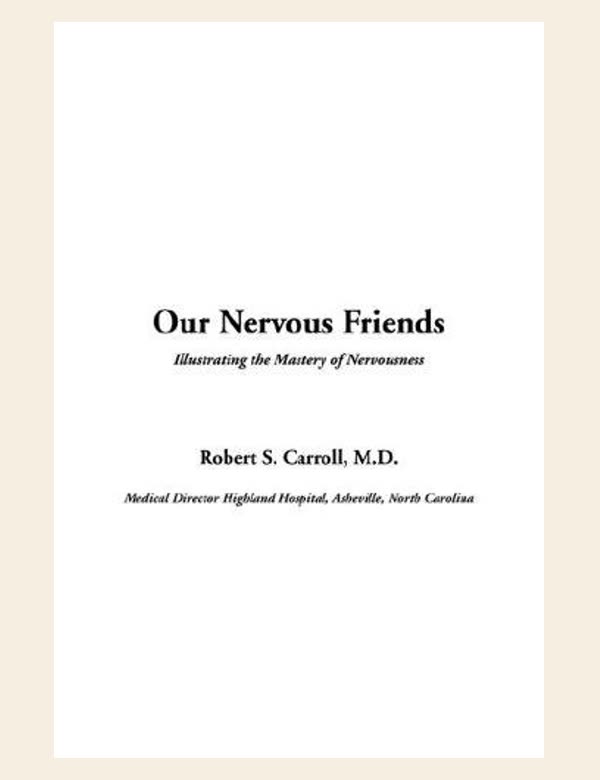 Our Nervous Friends
Illustrating the Mastery of Nervousness
Robert S. Carroll, M.D.
Medical Director Highland Hospital, Asheville, North Carolina